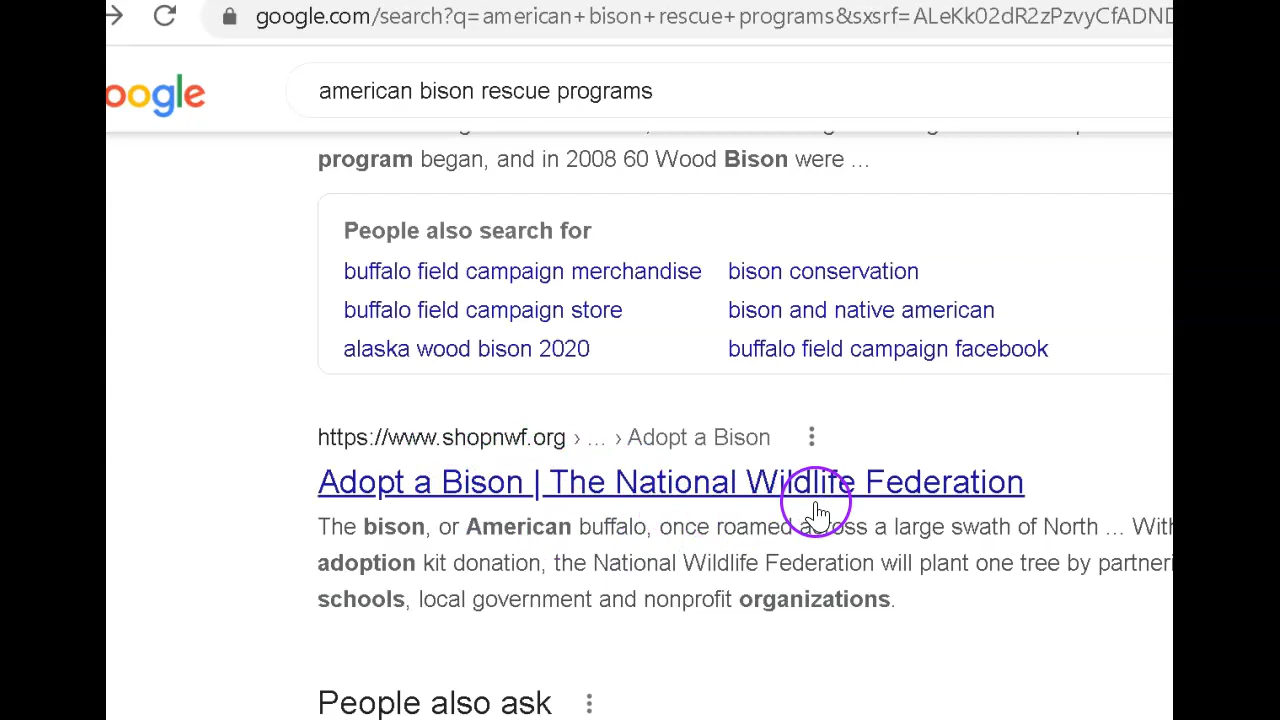 google.com/search?q=american+bison+rescue+programs&sxsrf=ALeKk02dR2zPzvyCfADND
oogle
american bison rescue programs
program began, and in 2008 60 Wood Bison were ...
People also search for
buffalo field campaign merchandise bison conservation
buffalo field campaign store bison and native american
alaska wood bison 2020 buffalo field campaign facebook
https://www.shopnwf.org › ... › Adopt a Bison
Adopt a Bison | The National Wildlife Federation
The bison, or American buffalo, once roamed across a large swath of North ... With
adoption kit donation, the National Wildlife Federation will plant one tree by partneri
schools, local government and nonprofit organizations.
People also ask